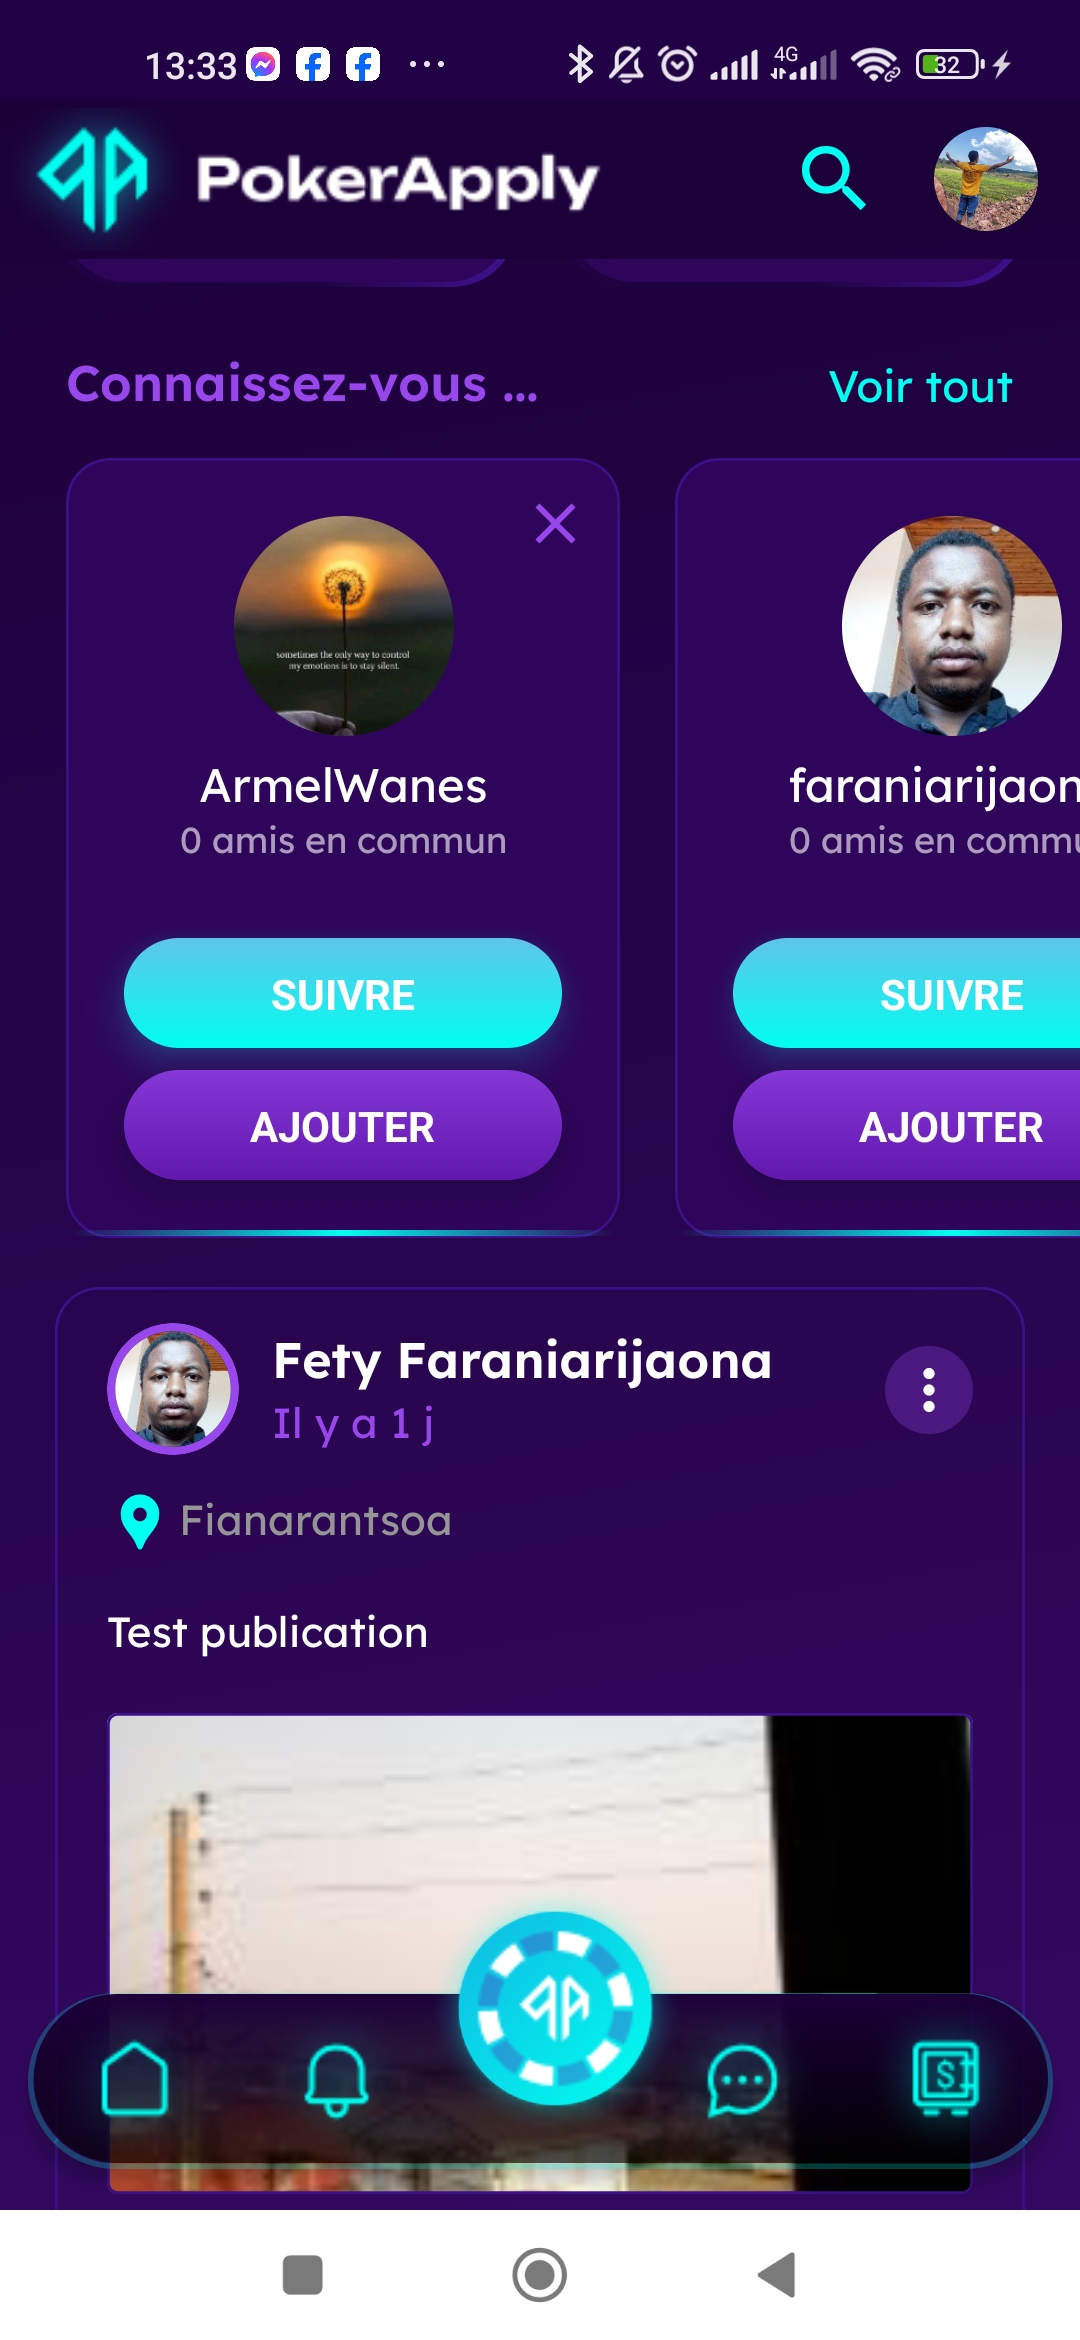 13:33
4G
32
PokerApply
Connaissez-vous ...
Voir tout
sometimes the only way to control
my emotions is to stay silent.
ArmelWanes
0 amis en commun
SUIVRE
AJOUTER
faraniarijaon
0 amis en commu
SUIVRE
AJOUTER
Fety Faraniarijaona
Il y a 1 j
Fianarantsoa
Test publication